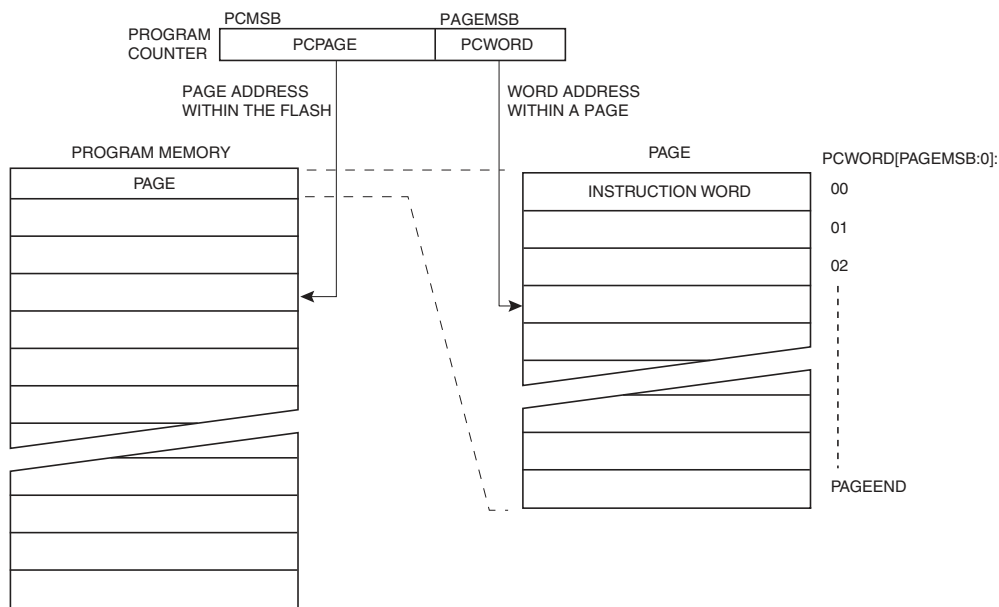 PCMSB
PAGEMSB
PROGRAM
COUNTER
PCPAGE
PCWORD
PAGE ADDRESS
WITHIN THE FLASH
WORD ADDRESS
WITHIN A PAGE
PROGRAM MEMORY
PAGE
PAGE
INSTRUCTION WORD
PCWORD[PAGEMSB:0]:
00
01
02
PAGEEND